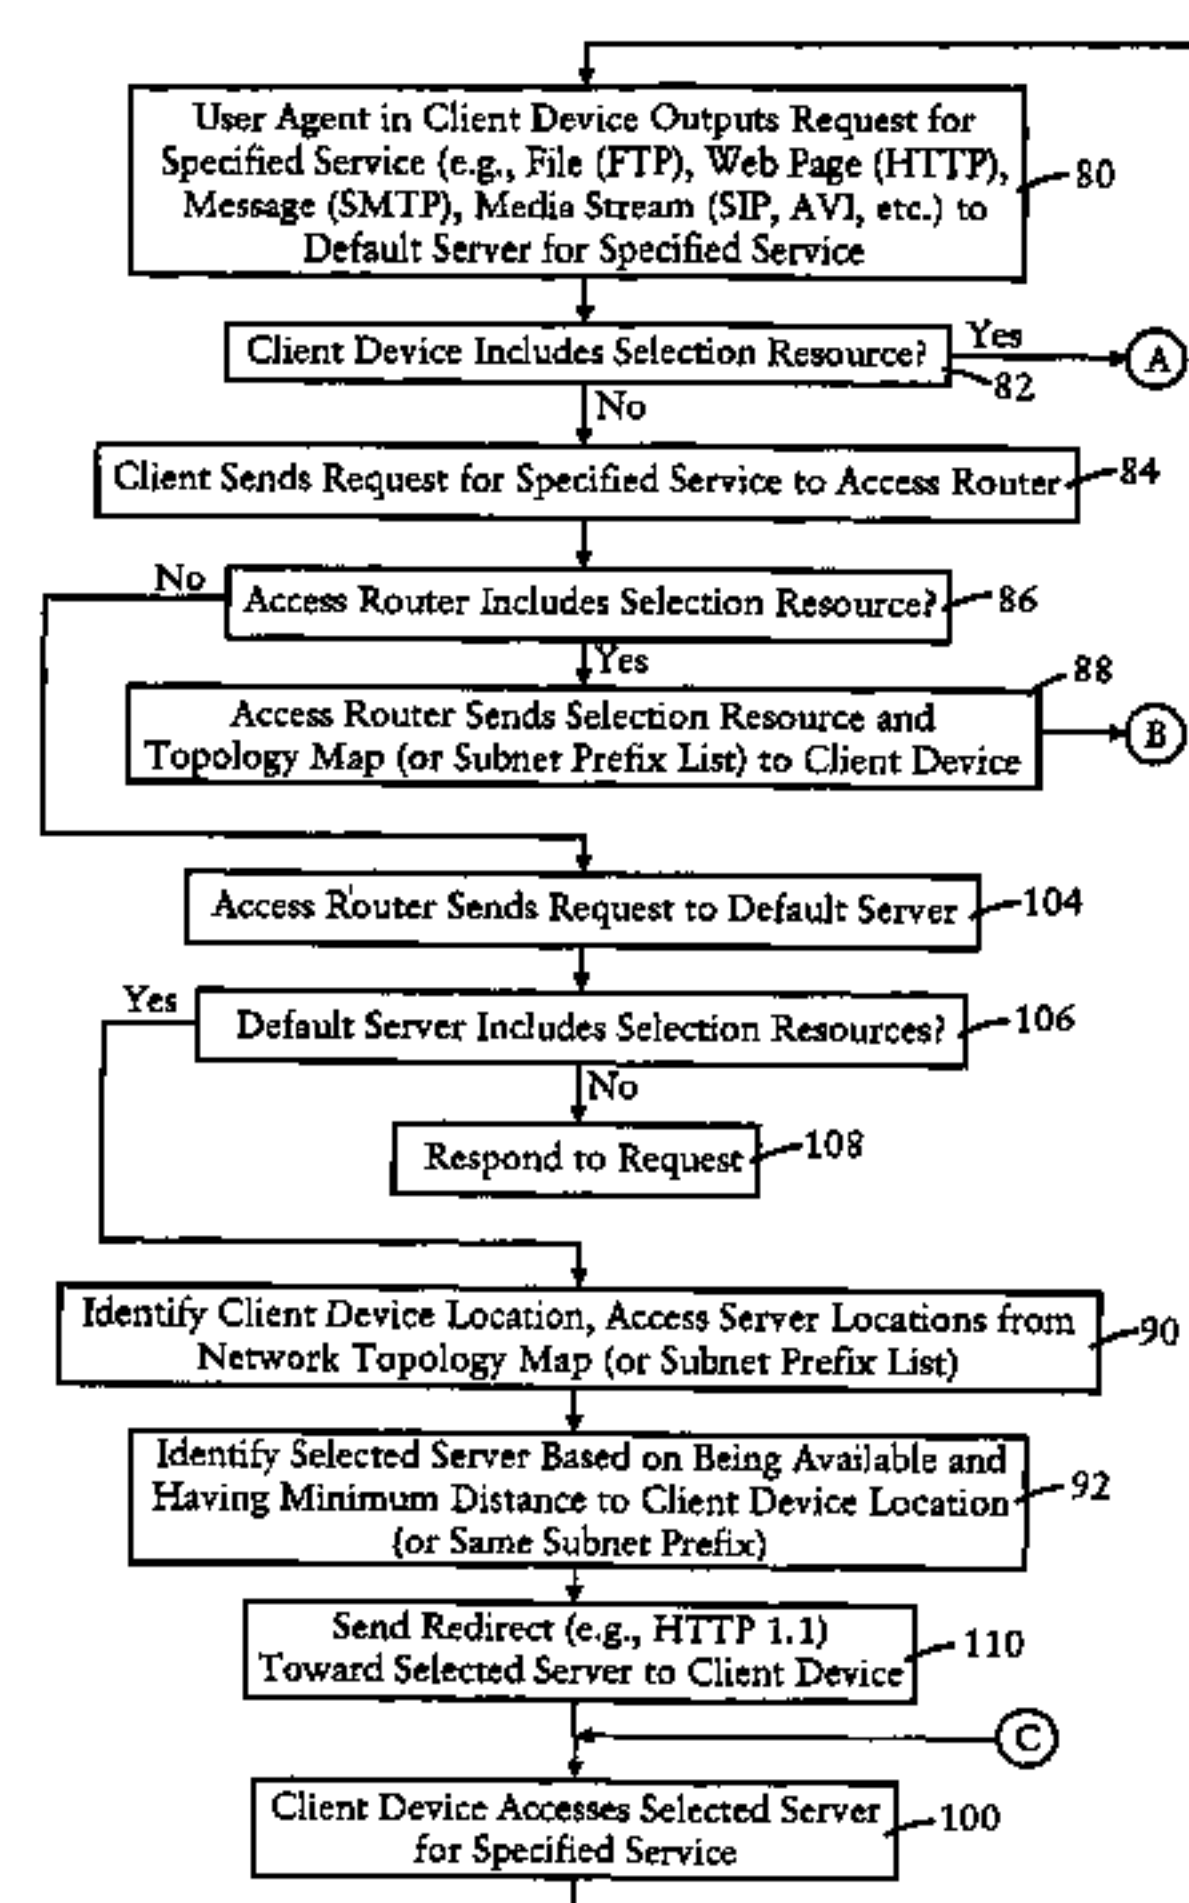 User Agent in Client Device Outputs Request for
Specified Service (e.g., File (FTP), Web Page (HTTP),
Message (SMTP), Media Stream (SIP, AVI, etc.) to
Default Server for Specified Service
80
Client Device Includes Selection Resource?
Yes
A
82
No
Client Sends Request for Specified Service to Access Router
84
No
Access Router Includes Selection Resource?
86
Yes
88
Access Router Sends Selection Resource and
Topology Map (or Subnet Prefix List) to Client Device
B
Access Router Sends Request to Default Server
104
Yes
Default Server Includes Selection Resources?
106
No
Respond to Request
108
Identify Client Device Location, Access Server Locations from
Network Topology Map (or Subnet Prefix List)
90
Identify Selected Server Based on Being Available and
Having Minimum Distance to Client Device Location
(or Same Subnet Prefix)
92
Send Redirect (e.g., HTTP 1.1)
Toward Selected Server to Client Device
110
C
Client Device Accesses Selected Server
for Specified Service
100